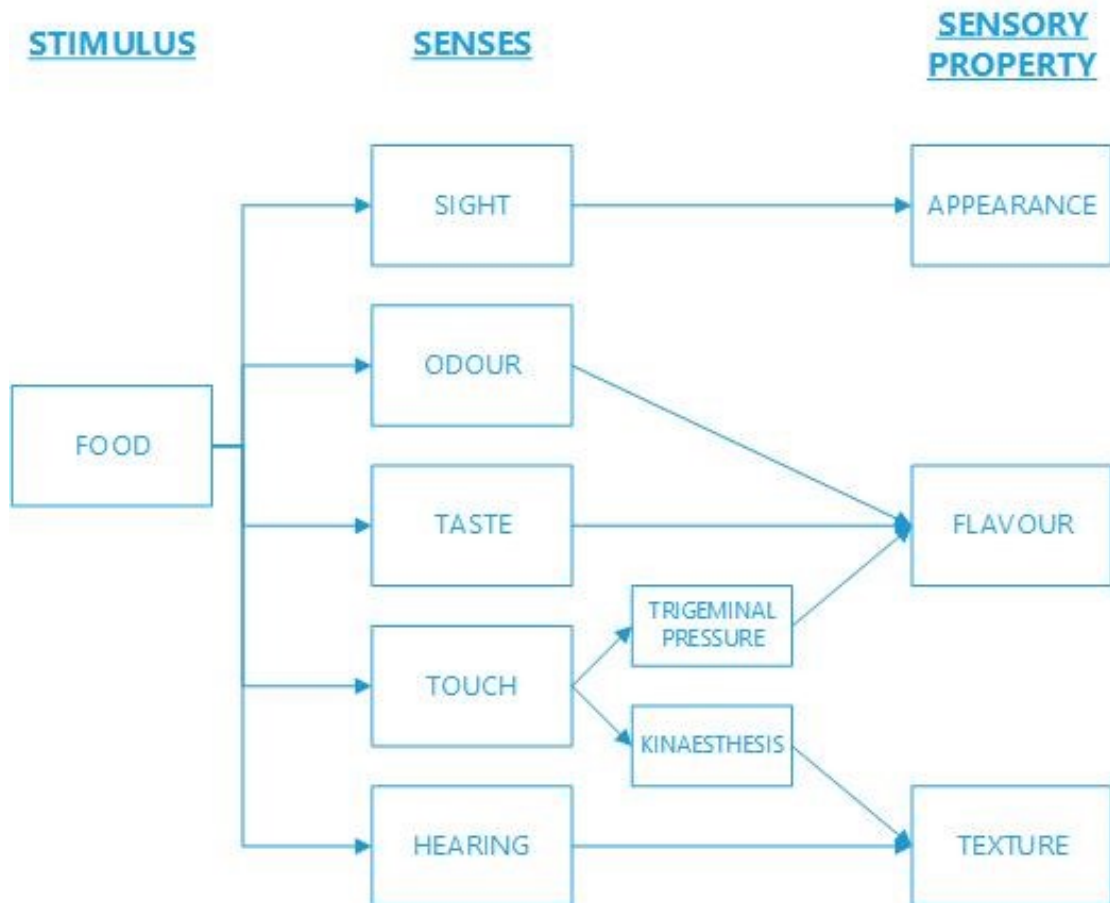 STIMULUS
SENSES
SENSORY
PROPERTY
SIGHT
APPEARANCE
ODOUR
FOOD
TASTE
FLAVOUR
TRIGEMINAL
PRESSURE
TOUCH
KINAESTHESIS
HEARING
TEXTURE